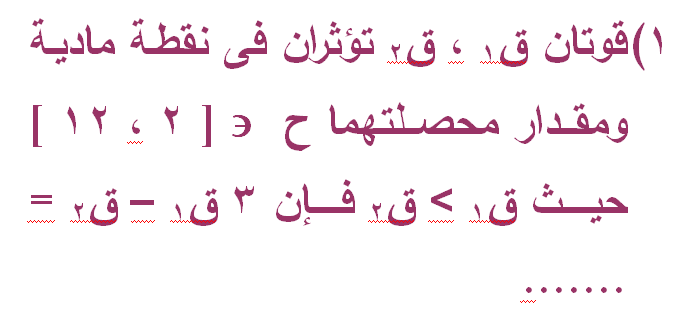 ١) قوتان ق١ ، ق٢ تؤثران فى نقطة مادية
ومقدار محصلتهما ح ∈ [ ٢ ، ١٢ ]
حيث ق١ < ق٢ فإن ٣ ق١ – ق٢ =
.......